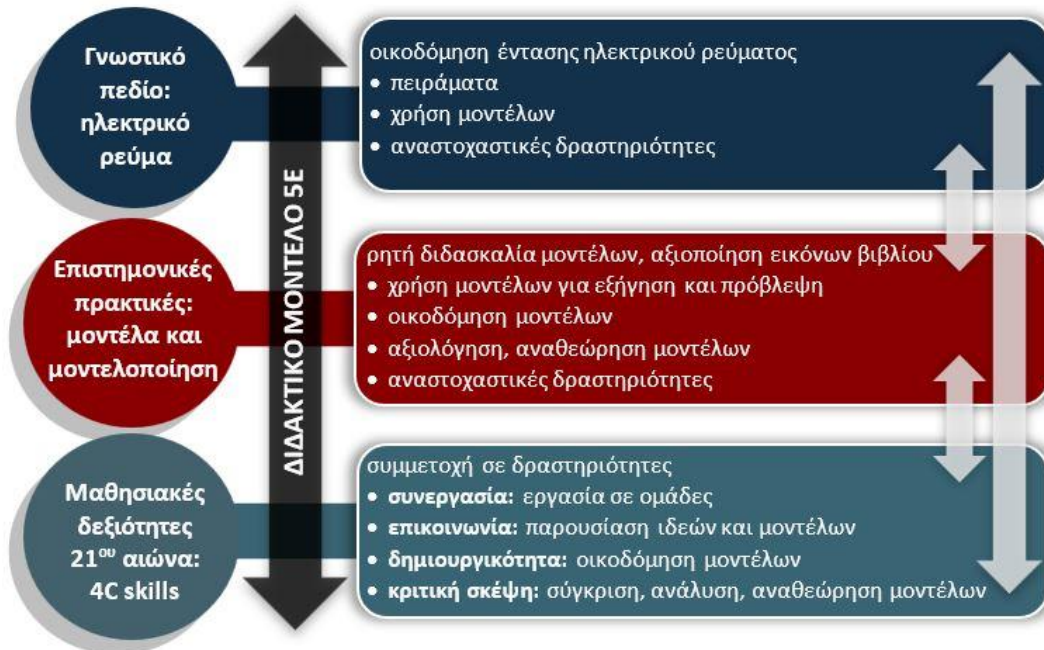 Γνωστικό
πεδίο:
ηλεκτρικό
ρεύμα
οικοδόμηση έντασης ηλεκτρικού ρεύματος
• πειράματα
• χρήση μοντέλων
• αναστοχαστικές δραστηριότητες
ΔΙΔΑΚΤΙΚΟ ΜΟΝΤΕΛΟ 5Ε
Επιστημονικές
πρακτικές:
μοντέλα και
μοντελοποίηση
ρητή διδασκαλία μοντέλων, αξιοποίηση εικόνων βιβλίου
• χρήση μοντέλων για εξήγηση και πρόβλεψη
• οικοδόμηση μοντέλων
• αξιολόγηση, αναθεώρηση μοντέλων
• αναστοχαστικές δραστηριότητες
Μαθησιακές
δεξιότητες
21ου αιώνα:
4C skills
συμμετοχή σε δραστηριότητες
• συνεργασία: εργασία σε ομάδες
• επικοινωνία: παρουσίαση ιδεών και μοντέλων
• δημιουργικότητα: οικοδόμηση μοντέλων
• κριτική σκέψη: σύγκριση, ανάλυση, αναθεώρηση μοντέλων